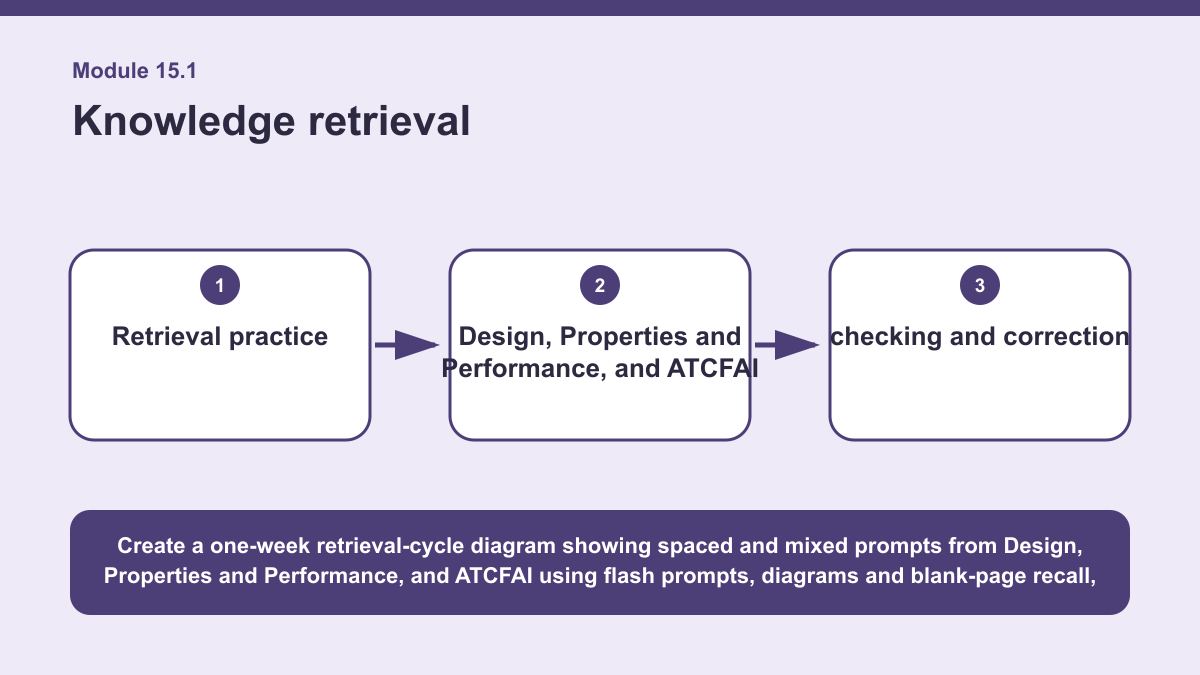 Module 15.1
Knowledge retrieval
1
Retrieval practice
2
Design, Properties and
Performance, and ATCFAI
3
checking and correction
Create a one-week retrieval-cycle diagram showing spaced and mixed prompts from Design,
Properties and Performance, and ATCFAI using flash prompts, diagrams and blank-page recall,